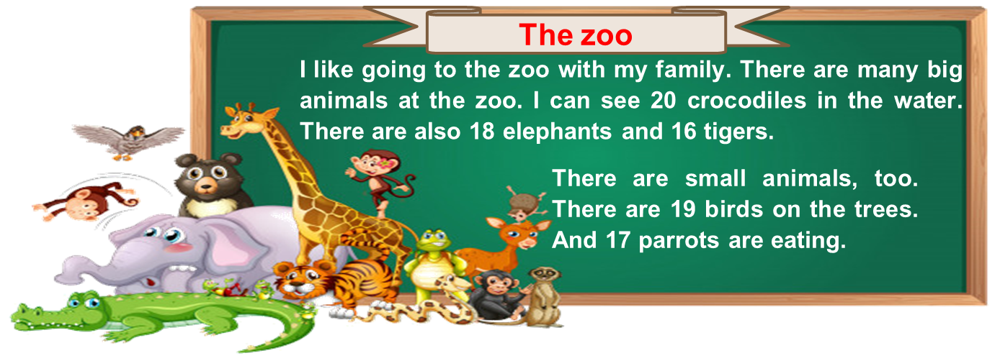 The zoo
I like going to the zoo with my family. There are many big
animals at the zoo. I can see 20 crocodiles in the water.
There are also 18 elephants and 16 tigers.
There are small animals, too.
There are 19 birds on the trees.
And 17 parrots are eating.